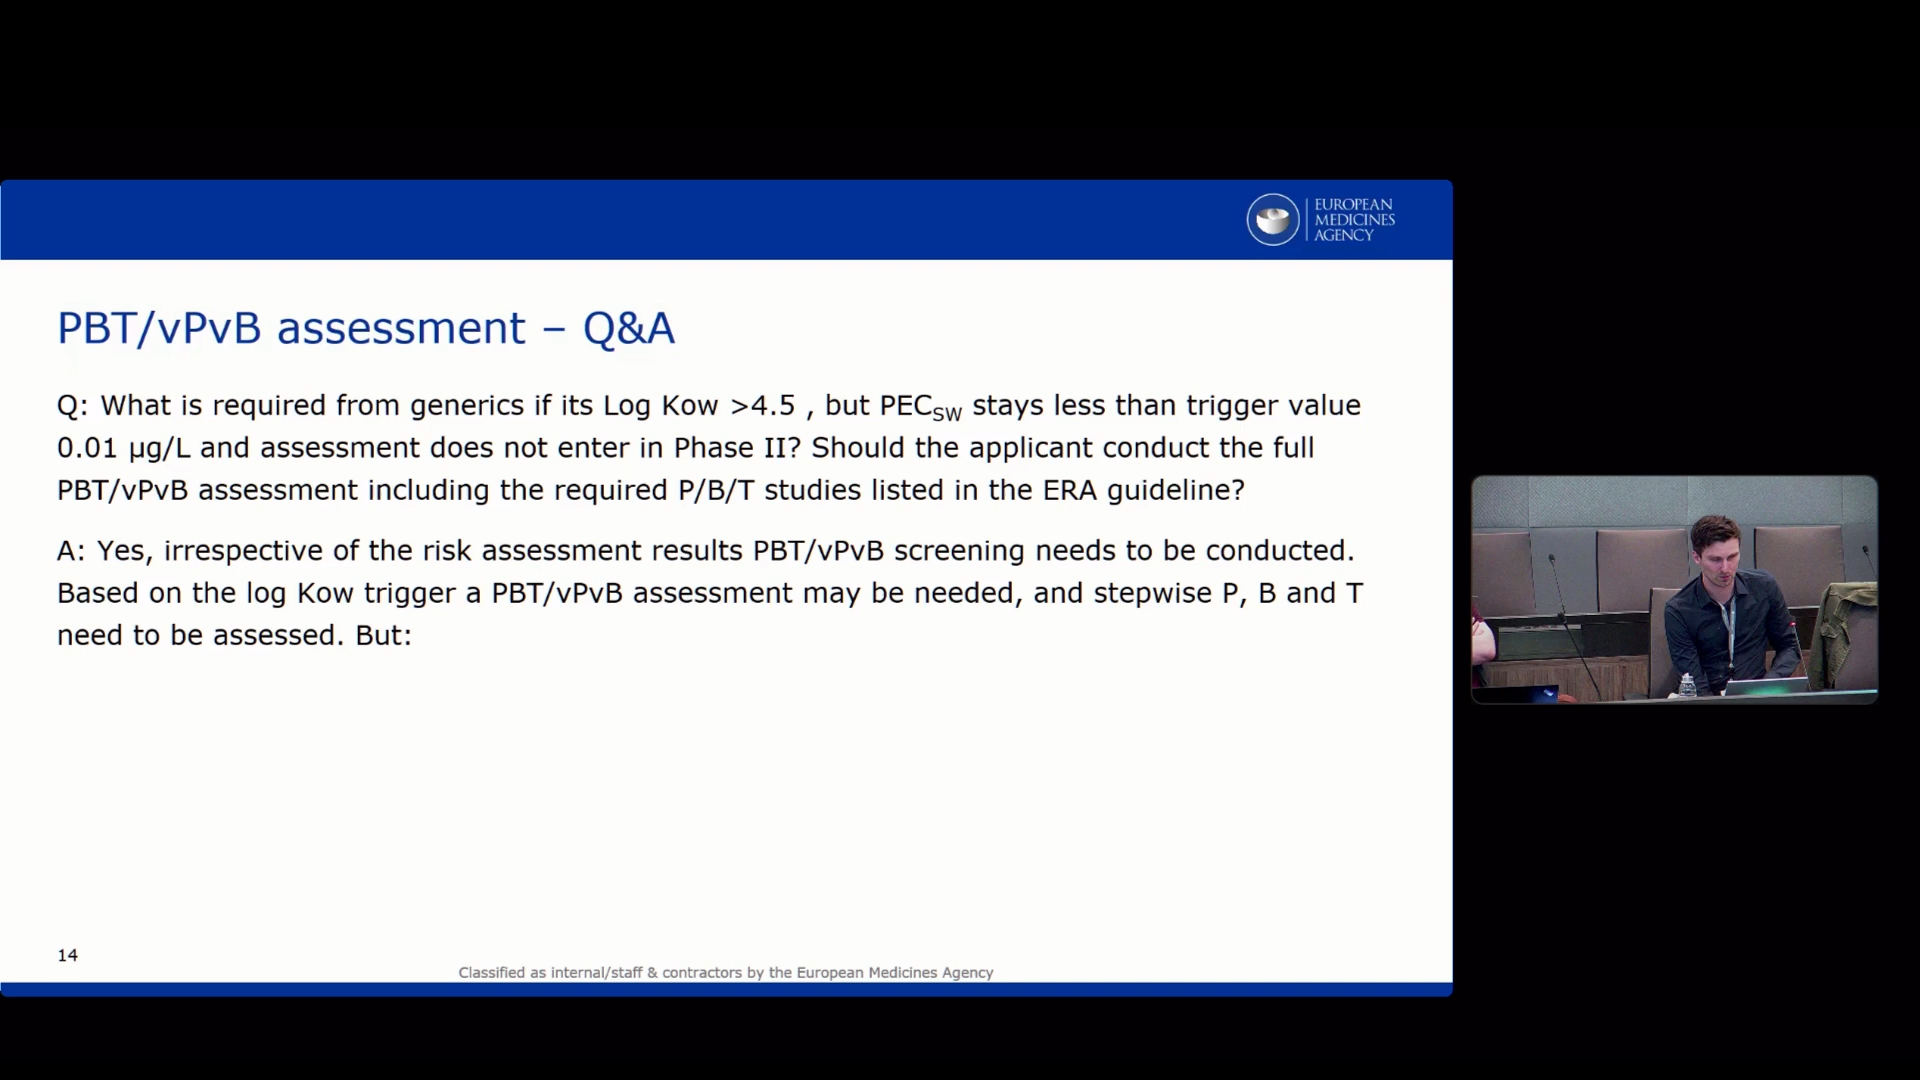 EUROPEAN
MEDICINES
AGENCY
PBT/vPvB assessment – Q&A
Q: What is required from generics if its Log Kow >4.5 , but PECSW stays less than trigger value
0.01 µg/L and assessment does not enter in Phase II? Should the applicant conduct the full
PBT/vPvB assessment including the required P/B/T studies listed in the ERA guideline?
A: Yes, irrespective of the risk assessment results PBT/vPvB screening needs to be conducted.
Based on the log Kow trigger a PBT/vPvB assessment may be needed, and stepwise P, B and T
need to be assessed. But:
14
Classified as internal/staff & contractors by the European Medicines Agency